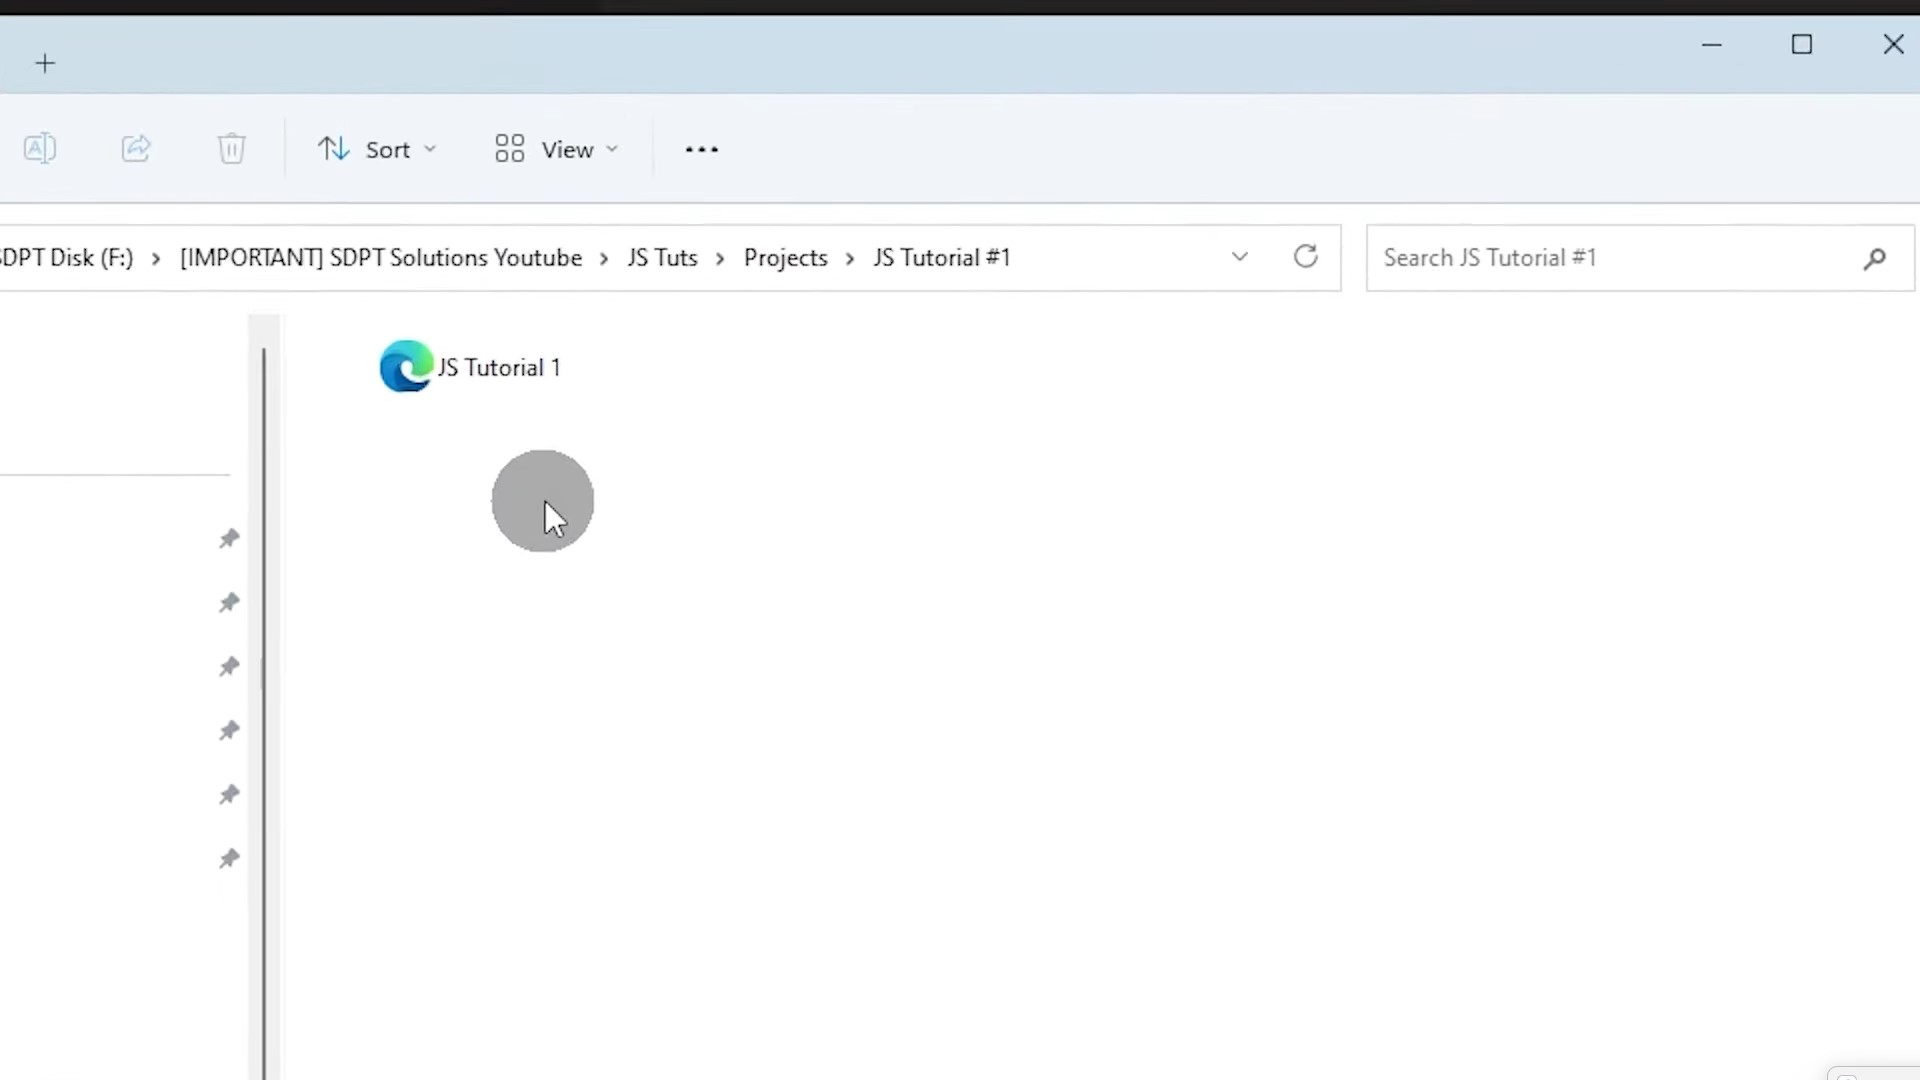 Sort View
SDPT Disk (F:) › [IMPORTANT] SDPT Solutions Youtube › JS Tuts › Projects › JS Tutorial #1
Search JS Tutorial #1
JS Tutorial 1